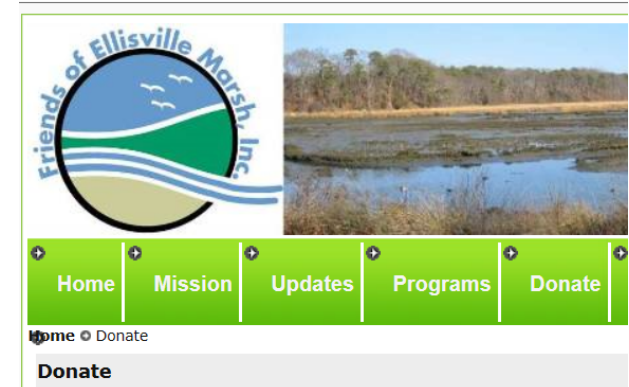 Friends of Ellisville Marsh, Inc.
Home Mission Updates Programs Donate
Home Donate
Donate